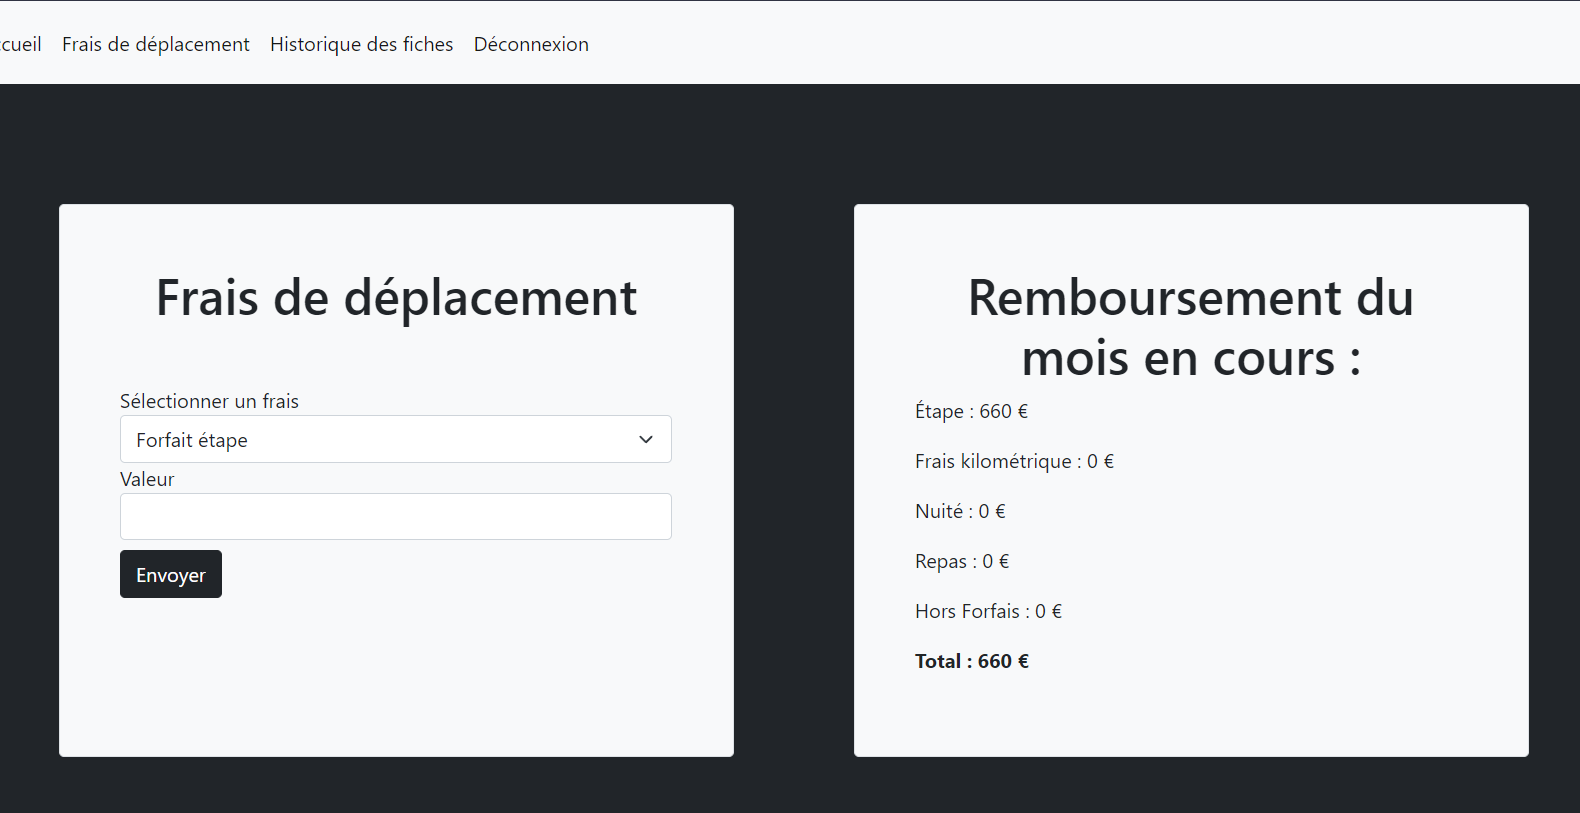 Frais de déplacement Historique des fiches Déconnexion
Frais de déplacement
Sélectionner un frais
Forfait étape
Valeur
Envoyer
Remboursement du
mois en cours :
Étape : 660 €
Frais kilométrique : 0 €
Nuité : 0 €
Repas : 0 €
Hors Forfais : 0 €
Total : 660 €